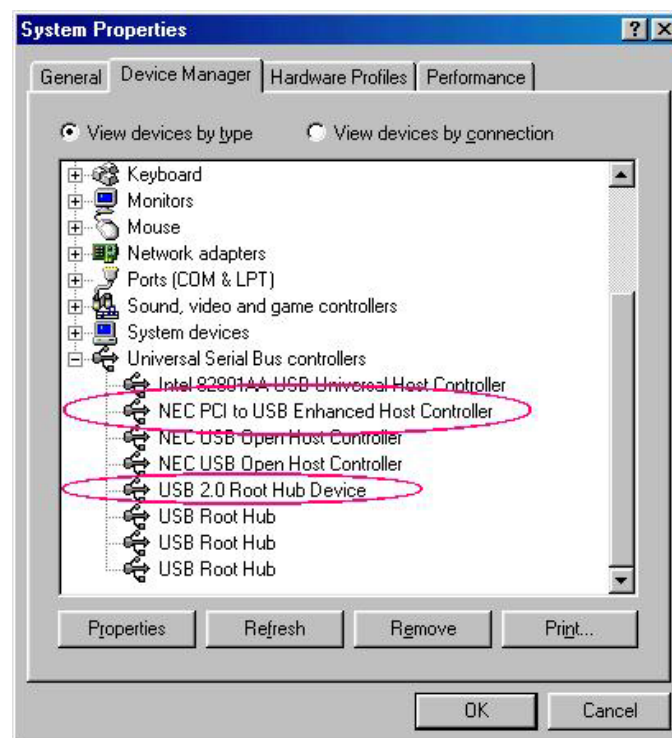 System Properties
General Device Manager Hardware Profiles Performance
View devices by type View devices by connection
Keyboard
Monitors
Mouse
Network adapters
Ports (COM & LPT)
Sound, video and game controllers
System devices
Universal Serial Bus controllers
Intel 82801AA USB Universal Host Controller
NEC PCI to USB Enhanced Host Controller
NEC USB Open Host Controller
NEC USB Open Host Controller
USB 2.0 Root Hub Device
USB Root Hub
USB Root Hub
USB Root Hub
Properties Refresh Remove Print...
OK Cancel